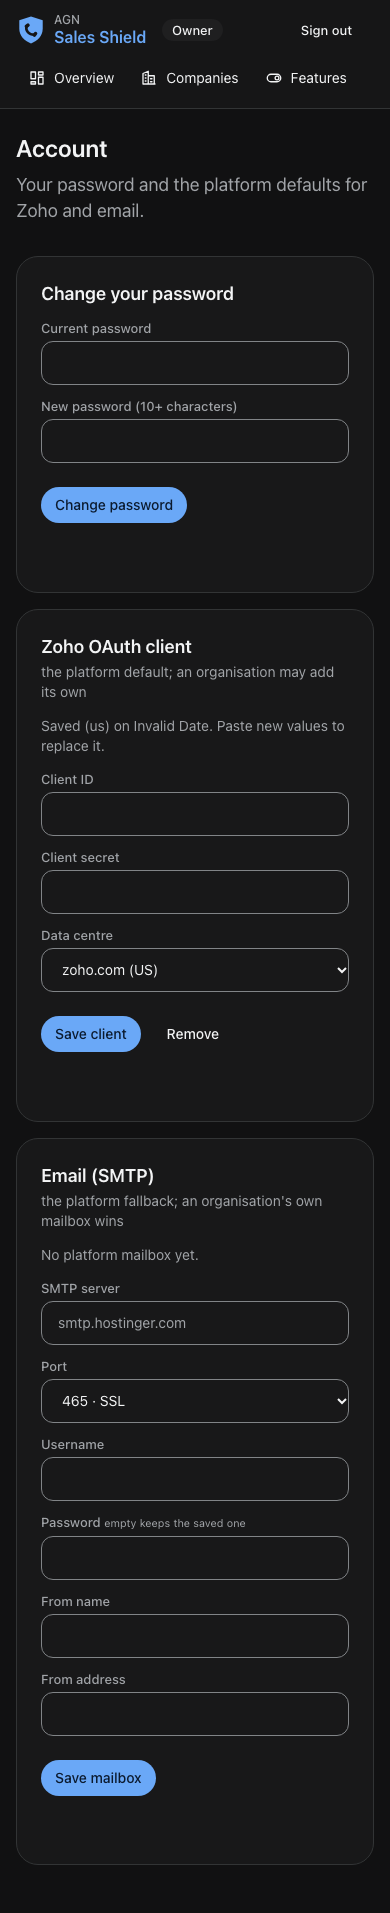 AGN
Sales Shield
Owner
Sign out
Overview
Companies
Features
Account
Your password and the platform defaults for
Zoho and email.
Change your password
Current password
New password (10+ characters)
Change password
Zoho OAuth client
the platform default; an organisation may add
its own
Saved (us) on Invalid Date. Paste new values to
replace it.
Client ID
Client secret
Data centre
zoho.com (US)
Save client
Remove
Email (SMTP)
the platform fallback; an organisation's own
mailbox wins
No platform mailbox yet.
SMTP server
smtp.hostinger.com
Port
465 · SSL
Username
Password empty keeps the saved one
From name
From address
Save mailbox